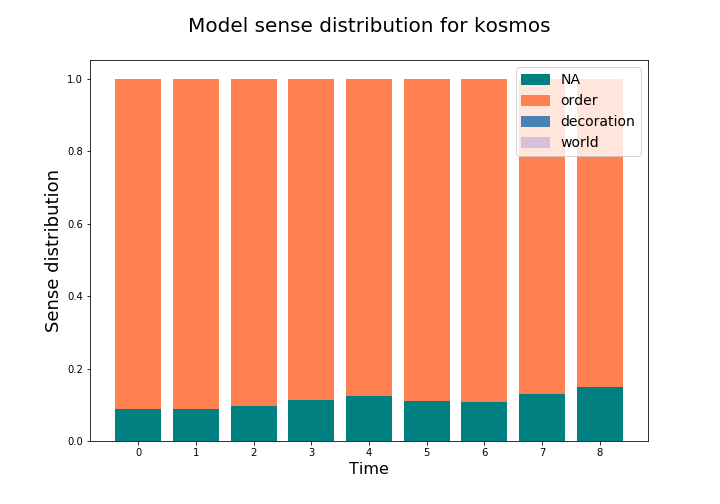 Model sense distribution for kosmos
NA
order
decoration
world
Sense distribution
1.0
0.8
0.6
0.4
0.2
0.0
0 1 2 3 4 5 6 7 8
Time